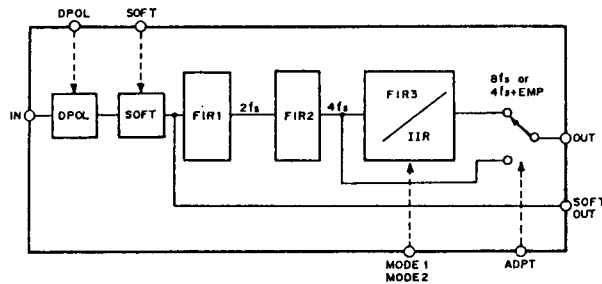 DPOL SOFT
8fs or
4fs+EMP
IN DPOL SOFT FIR1 2fs FIR2 4fs FIR3
IIR
OUT
SOFT
OUT
MODE 1
MODE 2
ADPT